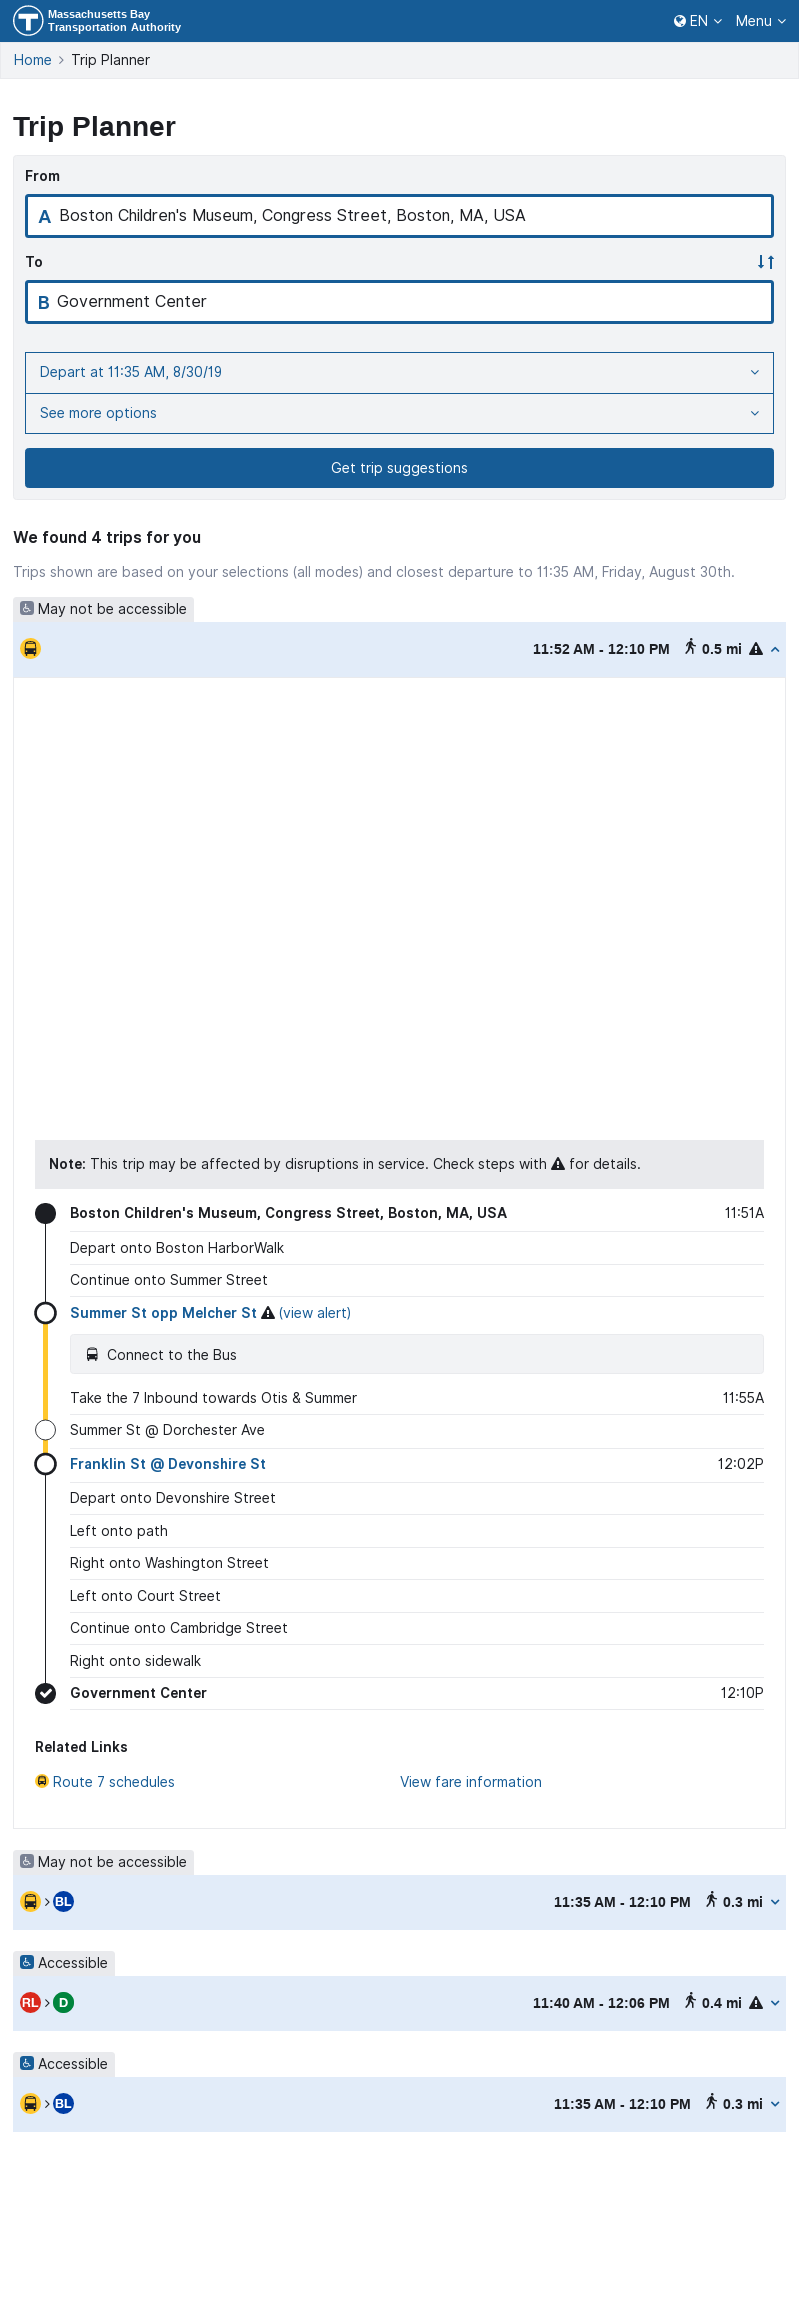 Massachusetts Bay
Transportation Authority
EN
Menu
Home
Trip Planner
Trip Planner
From
A Boston Children's Museum, Congress Street, Boston, MA, USA
To
B Government Center
Depart at 11:35 AM, 8/30/19
See more options
Get trip suggestions
We found 4 trips for you
Trips shown are based on your selections (all modes) and closest departure to 11:35 AM, Friday, August 30th.
May not be accessible
11:52 AM - 12:10 PM 0.5 mi
Note: This trip may be affected by disruptions in service. Check steps with for details.
Boston Children's Museum, Congress Street, Boston, MA, USA 11:51A
Depart onto Boston HarborWalk
Continue onto Summer Street
Summer St opp Melcher St (view alert)
Connect to the Bus
Take the 7 Inbound towards Otis & Summer 11:55A
Summer St @ Dorchester Ave
Franklin St @ Devonshire St 12:02P
Depart onto Devonshire Street
Left onto path
Right onto Washington Street
Left onto Court Street
Continue onto Cambridge Street
Right onto sidewalk
Government Center 12:10P
Related Links
Route 7 schedules View fare information
May not be accessible
BL 11:35 AM - 12:10 PM 0.3 mi
Accessible
RL D 11:40 AM - 12:06 PM 0.4 mi
Accessible
BL 11:35 AM - 12:10 PM 0.3 mi